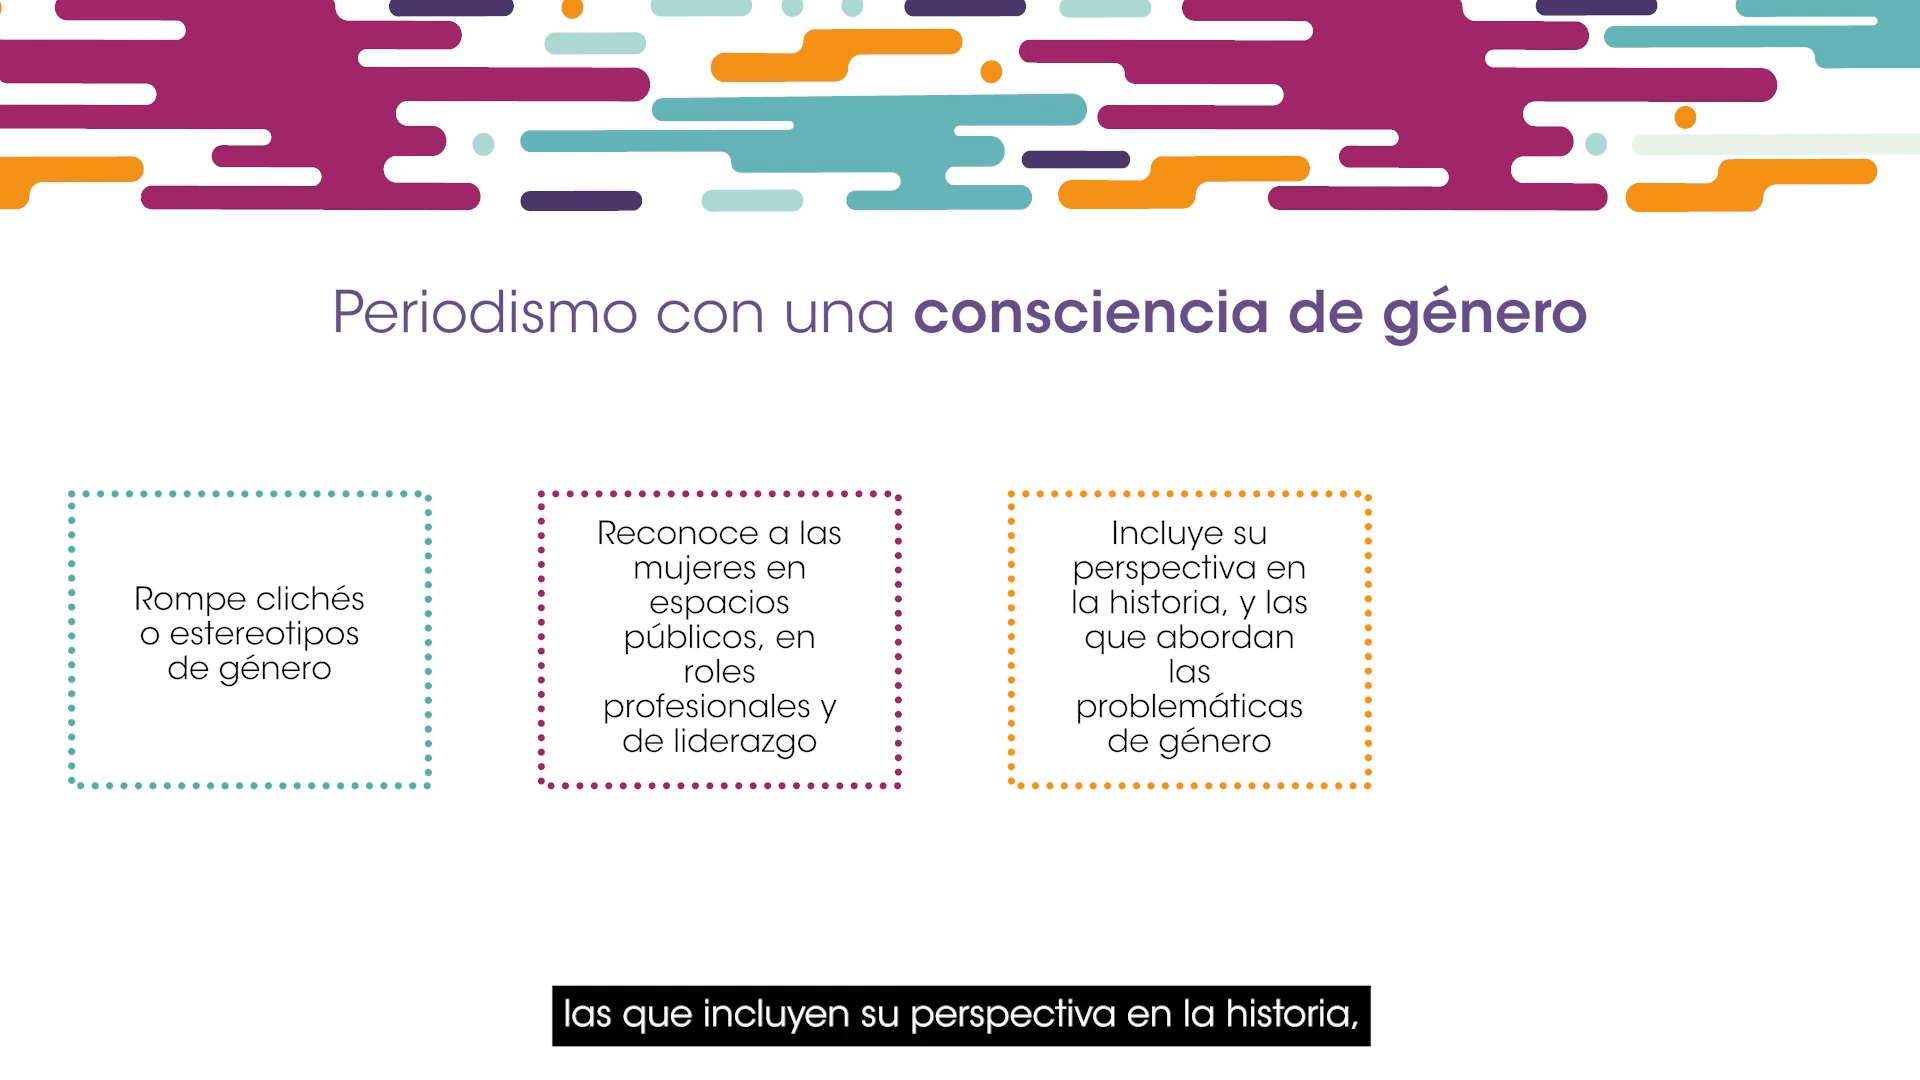 Periodismo con una consciencia de género
Rompe clichés
o estereotipos
de género
Reconoce a las
mujeres en
espacios
públicos, en
roles
profesionales y
de liderazgo
Incluye su
perspectiva en
la historia, y las
que abordan
las
problemáticas
de género
las que incluyen su perspectiva en la historia,